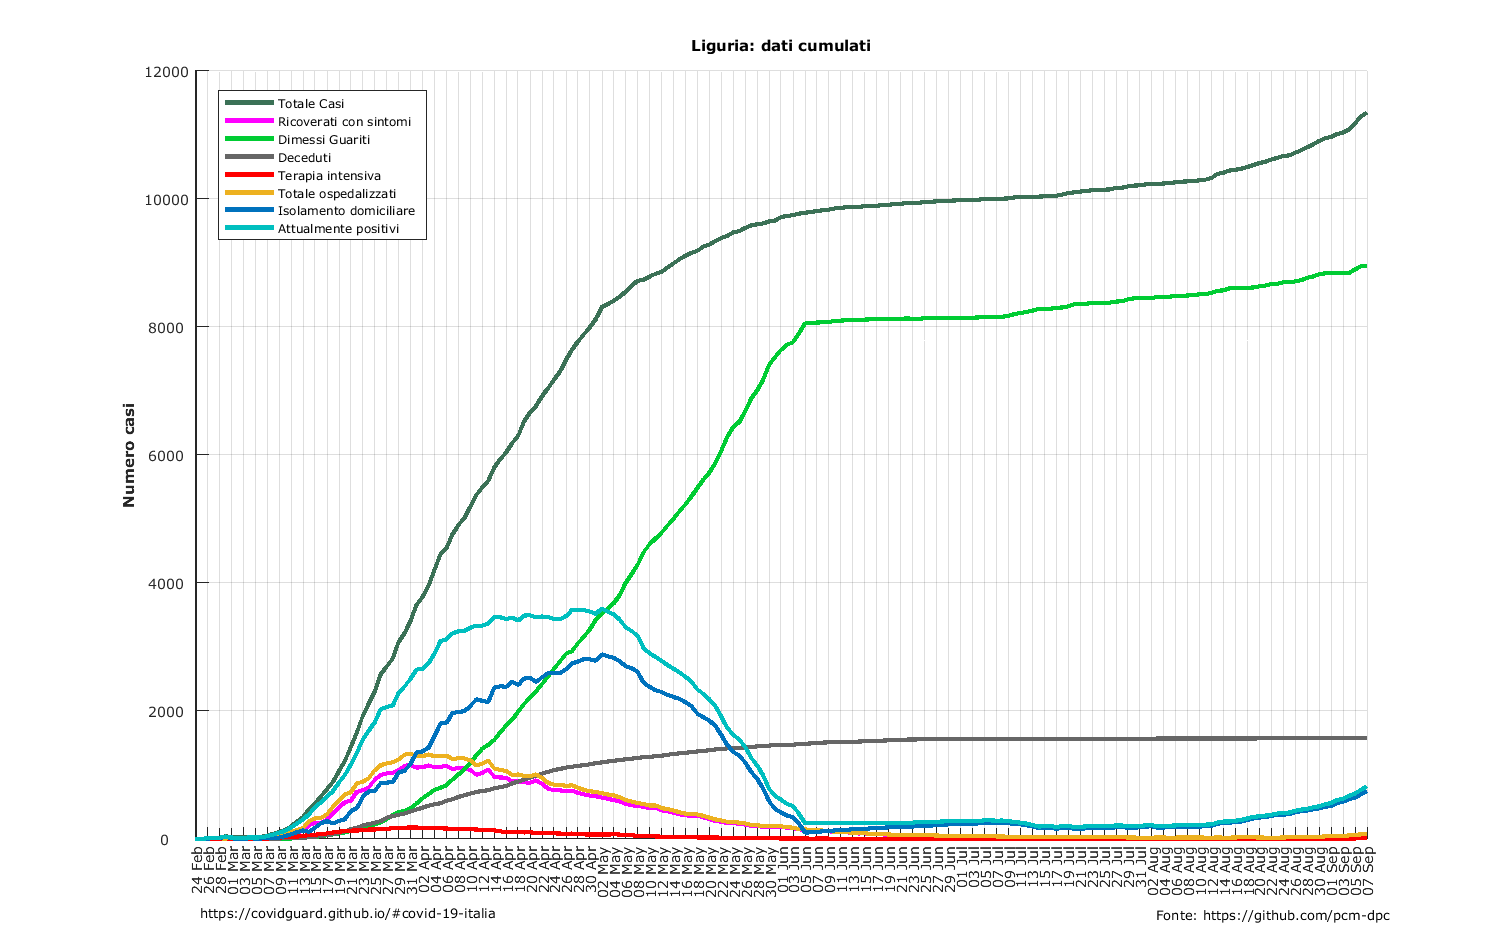 Liguria: dati cumulati
12000
10000
8000
6000
4000
2000
0
Numero casi
Totale Casi
Ricoverati con sintomi
Dimessi Guariti
Deceduti
Terapia intensiva
Totale ospedalizzati
Isolamento domiciliare
Attualmente positivi
24 Feb
26 Feb
28 Feb
01 Mar
03 Mar
05 Mar
07 Mar
09 Mar
11 Mar
13 Mar
15 Mar
17 Mar
19 Mar
21 Mar
23 Mar
25 Mar
27 Mar
29 Mar
31 Mar
02 Apr
04 Apr
06 Apr
08 Apr
10 Apr
12 Apr
14 Apr
16 Apr
18 Apr
20 Apr
22 Apr
24 Apr
26 Apr
28 Apr
30 Apr
02 May
04 May
06 May
08 May
10 May
12 May
14 May
16 May
18 May
20 May
22 May
24 May
26 May
28 May
30 May
01 Jun
03 Jun
05 Jun
07 Jun
09 Jun
11 Jun
13 Jun
15 Jun
17 Jun
19 Jun
21 Jun
23 Jun
25 Jun
27 Jun
29 Jun
01 Jul
03 Jul
05 Jul
07 Jul
09 Jul
11 Jul
13 Jul
15 Jul
17 Jul
19 Jul
21 Jul
23 Jul
25 Jul
27 Jul
29 Jul
31 Jul
02 Aug
04 Aug
06 Aug
08 Aug
10 Aug
12 Aug
14 Aug
16 Aug
18 Aug
20 Aug
22 Aug
24 Aug
26 Aug
28 Aug
30 Aug
01 Sep
03 Sep
05 Sep
07 Sep
https://covidguard.github.io/#covid-19-italia
Fonte: https://github.com/pcm-dpc